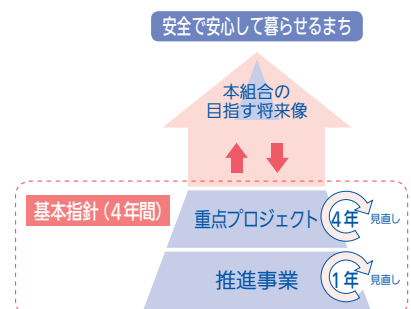 安全で安心して暮らせるまち
本組合の
目指す将来像
基本指針（4年間）
重点プロジェクト
4年
見直し
推進事業
1年
見直し